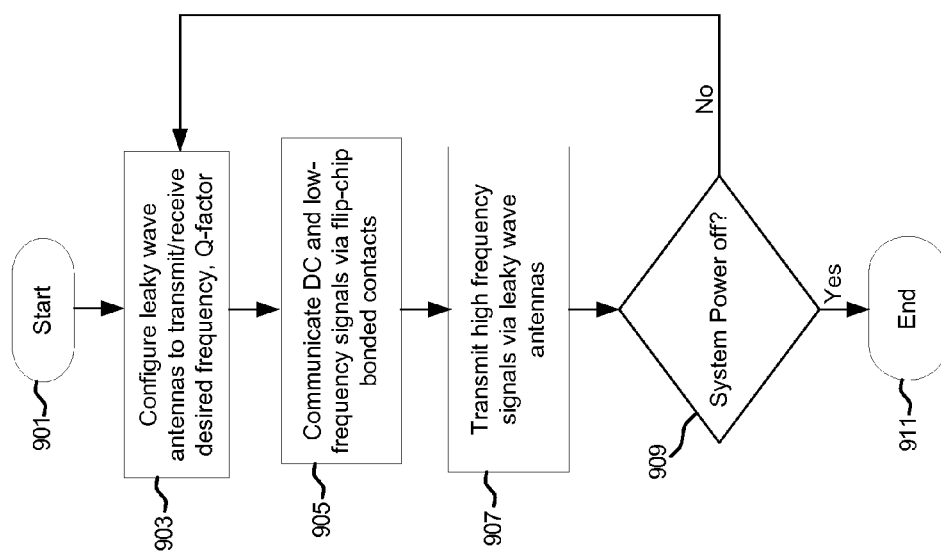 901
Start
903
Configure leaky wave
antennas to transmit/receive
desired frequency, Q-factor
905
Communicate DC and low-
frequency signals via flip-chip
bonded contacts
907
Transmit high frequency
signals via leaky wave
antennas
909
System Power off?
No
Yes
911
End